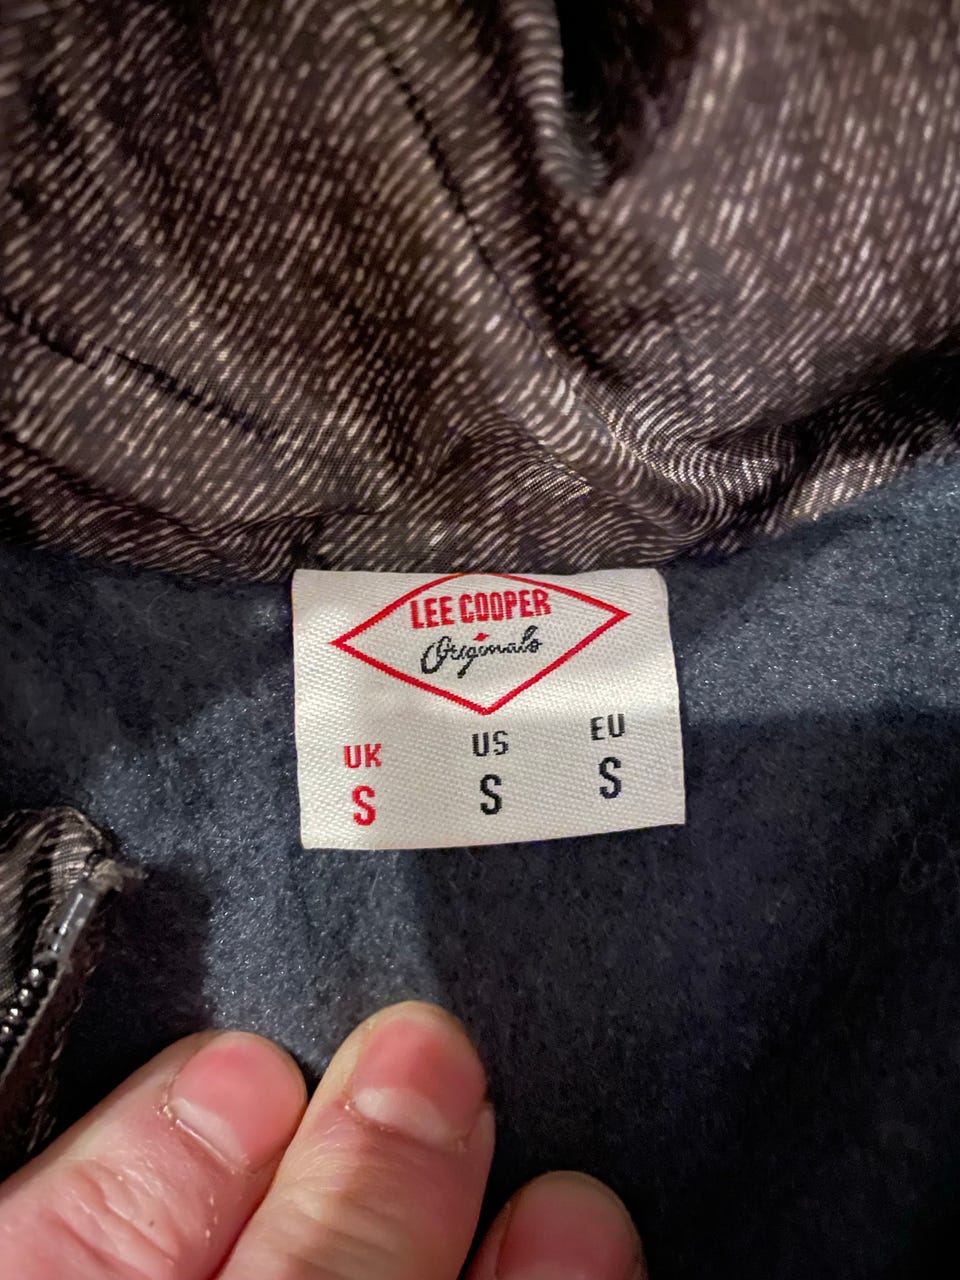 LEE COOPER
Originals
UK US EU
S S S